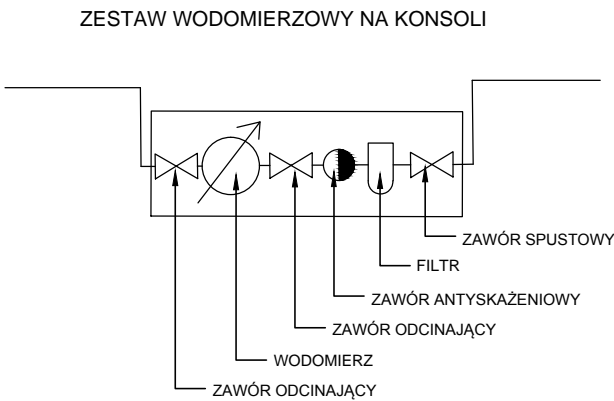 ZESTAW WODOMIERZOWY NA KONSOLI
ZAWÓR SPUSTOWY
FILTR
ZAWÓR ANTYSKAŻENIOWY
ZAWÓR ODCINAJĄCY
WODOMIERZ
ZAWÓR ODCINAJĄCY